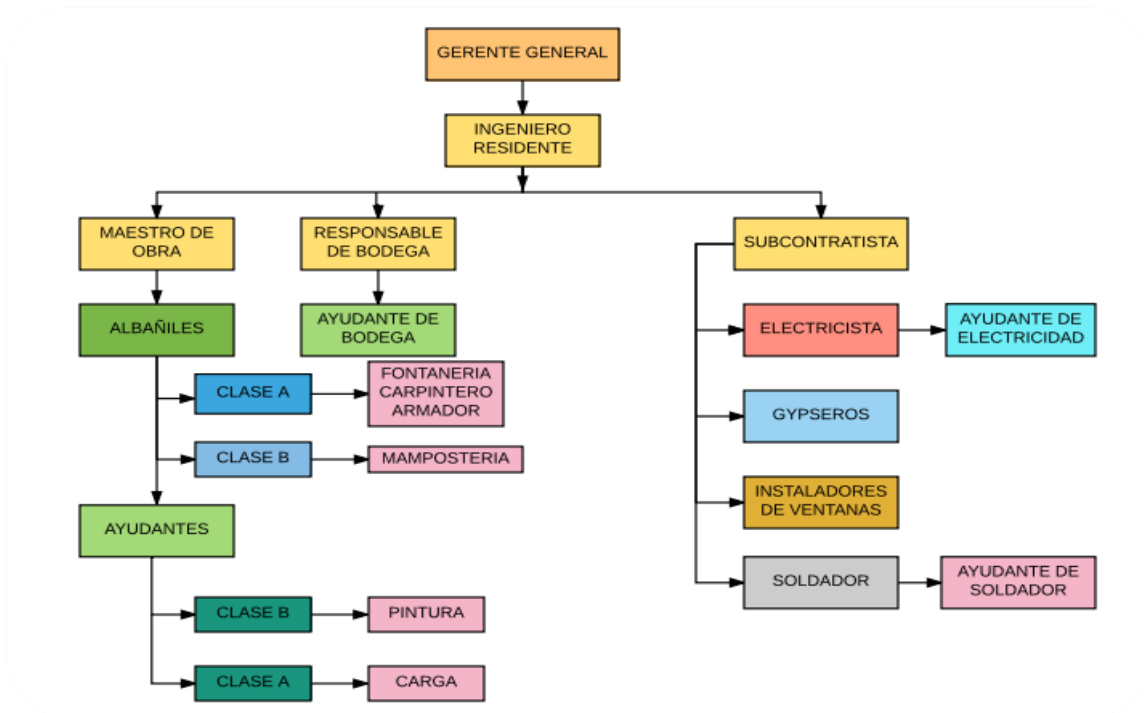 GERENTE GENERAL
INGENIERO
RESIDENTE
MAESTRO DE
OBRA
RESPONSABLE
DE BODEGA
SUBCONTRATISTA
ALBAÑILES
AYUDANTE DE
BODEGA
ELECTRICISTA
AYUDANTE DE
ELECTRICIDAD
CLASE A
FONTANERIA
CARPINTERO
ARMADOR
GYPSEROS
CLASE B
MAMPOSTERIA
INSTALADORES
DE VENTANAS
AYUDANTES
SOLDADOR
AYUDANTE DE
SOLDADOR
CLASE B
PINTURA
CLASE A
CARGA